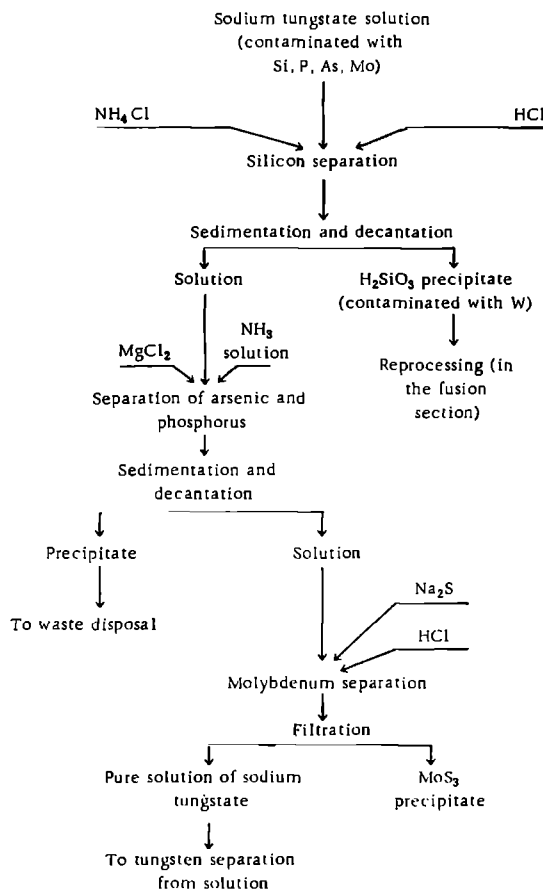 Sodium tungstate solution
(contaminated with
Si, P, As, Mo)
NH₄Cl
HCl
Silicon separation
Sedimentation and decantation
Solution
H₂SiO₃ precipitate
(contaminated with W)
MgCl₂
NH₃
solution
Reprocessing (in
the fusion
section)
Separation of arsenic and
phosphorus
Sedimentation and
decantation
Precipitate
Solution
To waste disposal
Na₂S
HCl
Molybdenum separation
Filtration
Pure solution of sodium
tungstate
MoS₃
precipitate
To tungsten separation
from solution